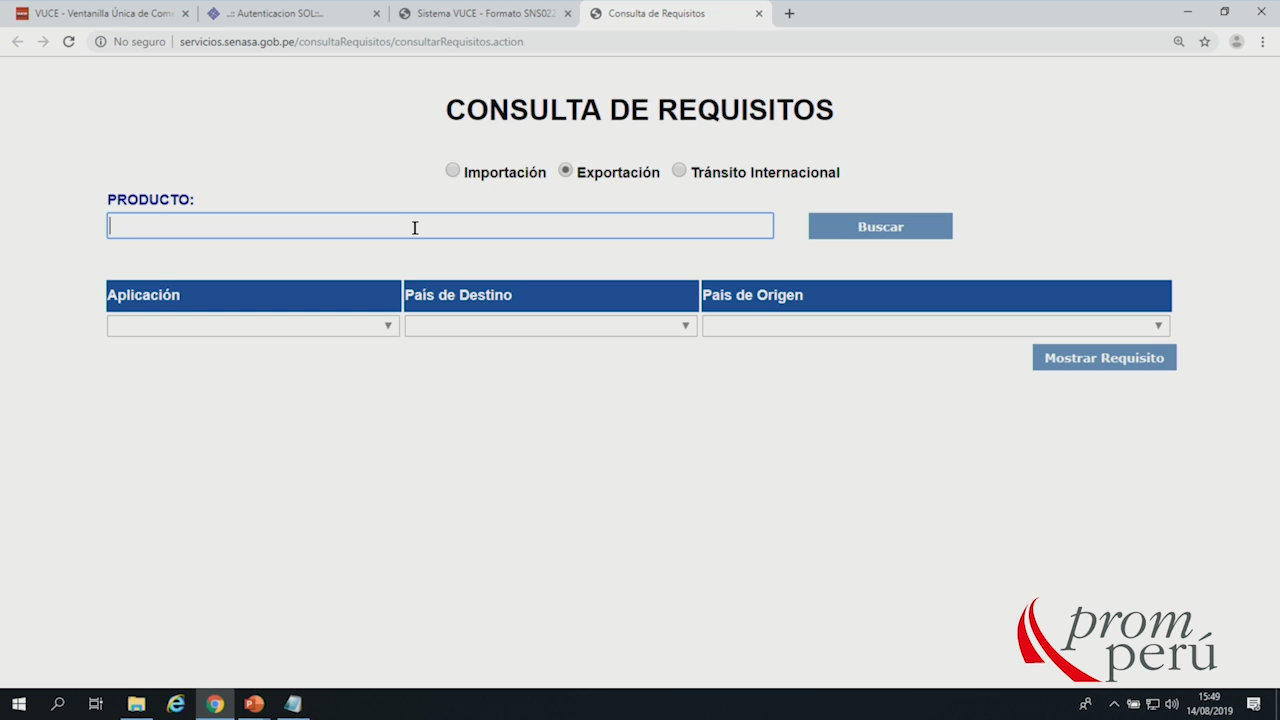 VUCE - Ventanilla Única de Come
.:: Autenticacion SOL::.
Sistema VUCE - Formato SNS022
Consulta de Requisitos
No seguro
servicios.senasa.gob.pe/consultaRequisitos/consultarRequisitos.action
CONSULTA DE REQUISITOS
Importación Exportación Tránsito Internacional
PRODUCTO:
Buscar
Aplicación País de Destino Pais de Origen
Mostrar Requisito
prom
perú
15:49
14/08/2019